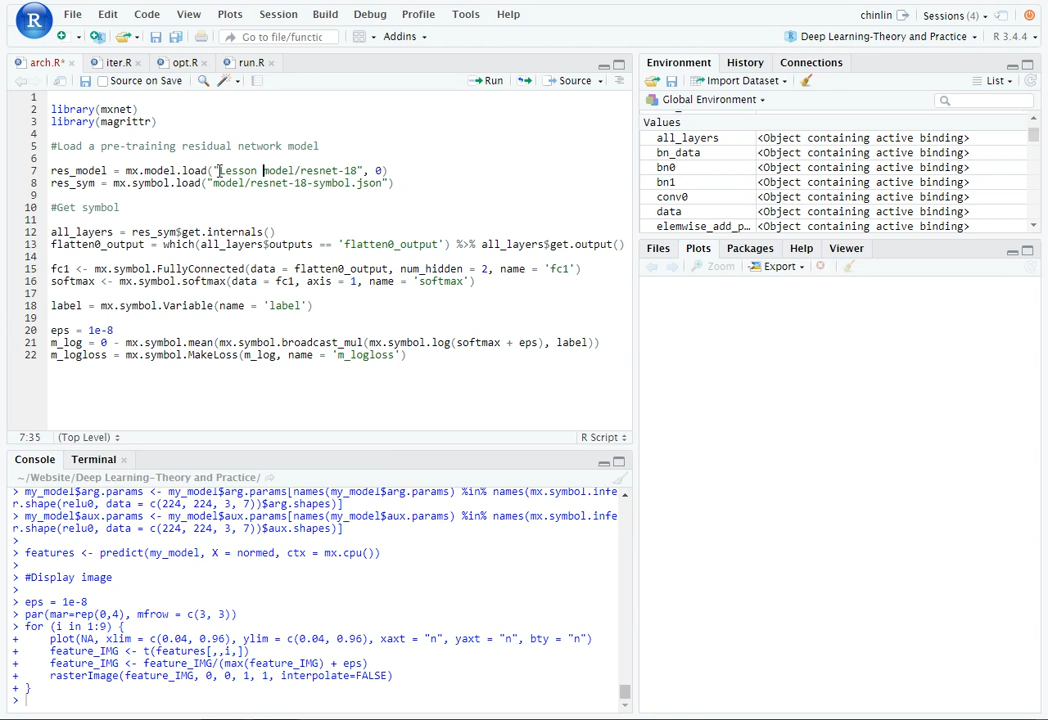 R
File Edit Code View Plots Session Build Debug Profile Tools Help
chinlin Sessions (4)
Go to file/functic Addins
Deep Learning-Theory and Practice R 3.4.4
arch.R* iter.R opt.R run.R
Source on Save Run Source
1
2 library(mxnet)
3 library(magrittr)
4
5 #Load a pre-training residual network model
6
7 res_model = mx.model.load("Lesson model/resnet-18", 0)
8 res_sym = mx.symbol.load("model/resnet-18-symbol.json")
9
10 #Get symbol
11
12 all_layers = res_sym$get.internals()
13 flatten0_output = which(all_layers$outputs == 'flatten0_output') %>% all_layers$get.output()
14
15 fc1 <- mx.symbol.FullyConnected(data = flatten0_output, num_hidden = 2, name = 'fc1')
16 softmax <- mx.symbol.softmax(data = fc1, axis = 1, name = 'softmax')
17
18 label = mx.symbol.Variable(name = 'label')
19
20 eps = 1e-8
21 m_log = 0 - mx.symbol.mean(mx.symbol.broadcast_mul(mx.symbol.log(softmax + eps), label))
22 m_logloss = mx.symbol.MakeLoss(m_log, name = 'm_logloss')
7:35 (Top Level) R Script
Console Terminal
~/Website/Deep Learning-Theory and Practice/
> my_model$arg.params <- my_model$arg.params[names(my_model$arg.params) %in% names(mx.symbol.infe
r.shape(relu0, data = c(224, 224, 3, 7))$arg.shapes)]
> my_model$aux.params <- my_model$aux.params[names(my_model$aux.params) %in% names(mx.symbol.infe
r.shape(relu0, data = c(224, 224, 3, 7))$aux.shapes)]
>
> features <- predict(my_model, X = normed, ctx = mx.cpu())
>
> #Display image
>
> eps = 1e-8
> par(mar=rep(0,4), mfrow = c(3, 3))
> for (i in 1:9) {
+ plot(NA, xlim = c(0.04, 0.96), ylim = c(0.04, 0.96), xaxt = "n", yaxt = "n", bty = "n")
+ feature_IMG <- t(features[,,i,])
+ feature_IMG <- feature_IMG/(max(feature_IMG) + eps)
+ rasterImage(feature_IMG, 0, 0, 1, 1, interpolate=FALSE)
+ }
>
Environment History Connections
Import Dataset List
Global Environment
Values
all_layers <Object containing active binding>
bn_data <Object containing active binding>
bn0 <Object containing active binding>
bn1 <Object containing active binding>
conv0 <Object containing active binding>
data <Object containing active binding>
elemwise_add_p… <Object containing active binding>
Files Plots Packages Help Viewer
Zoom Export